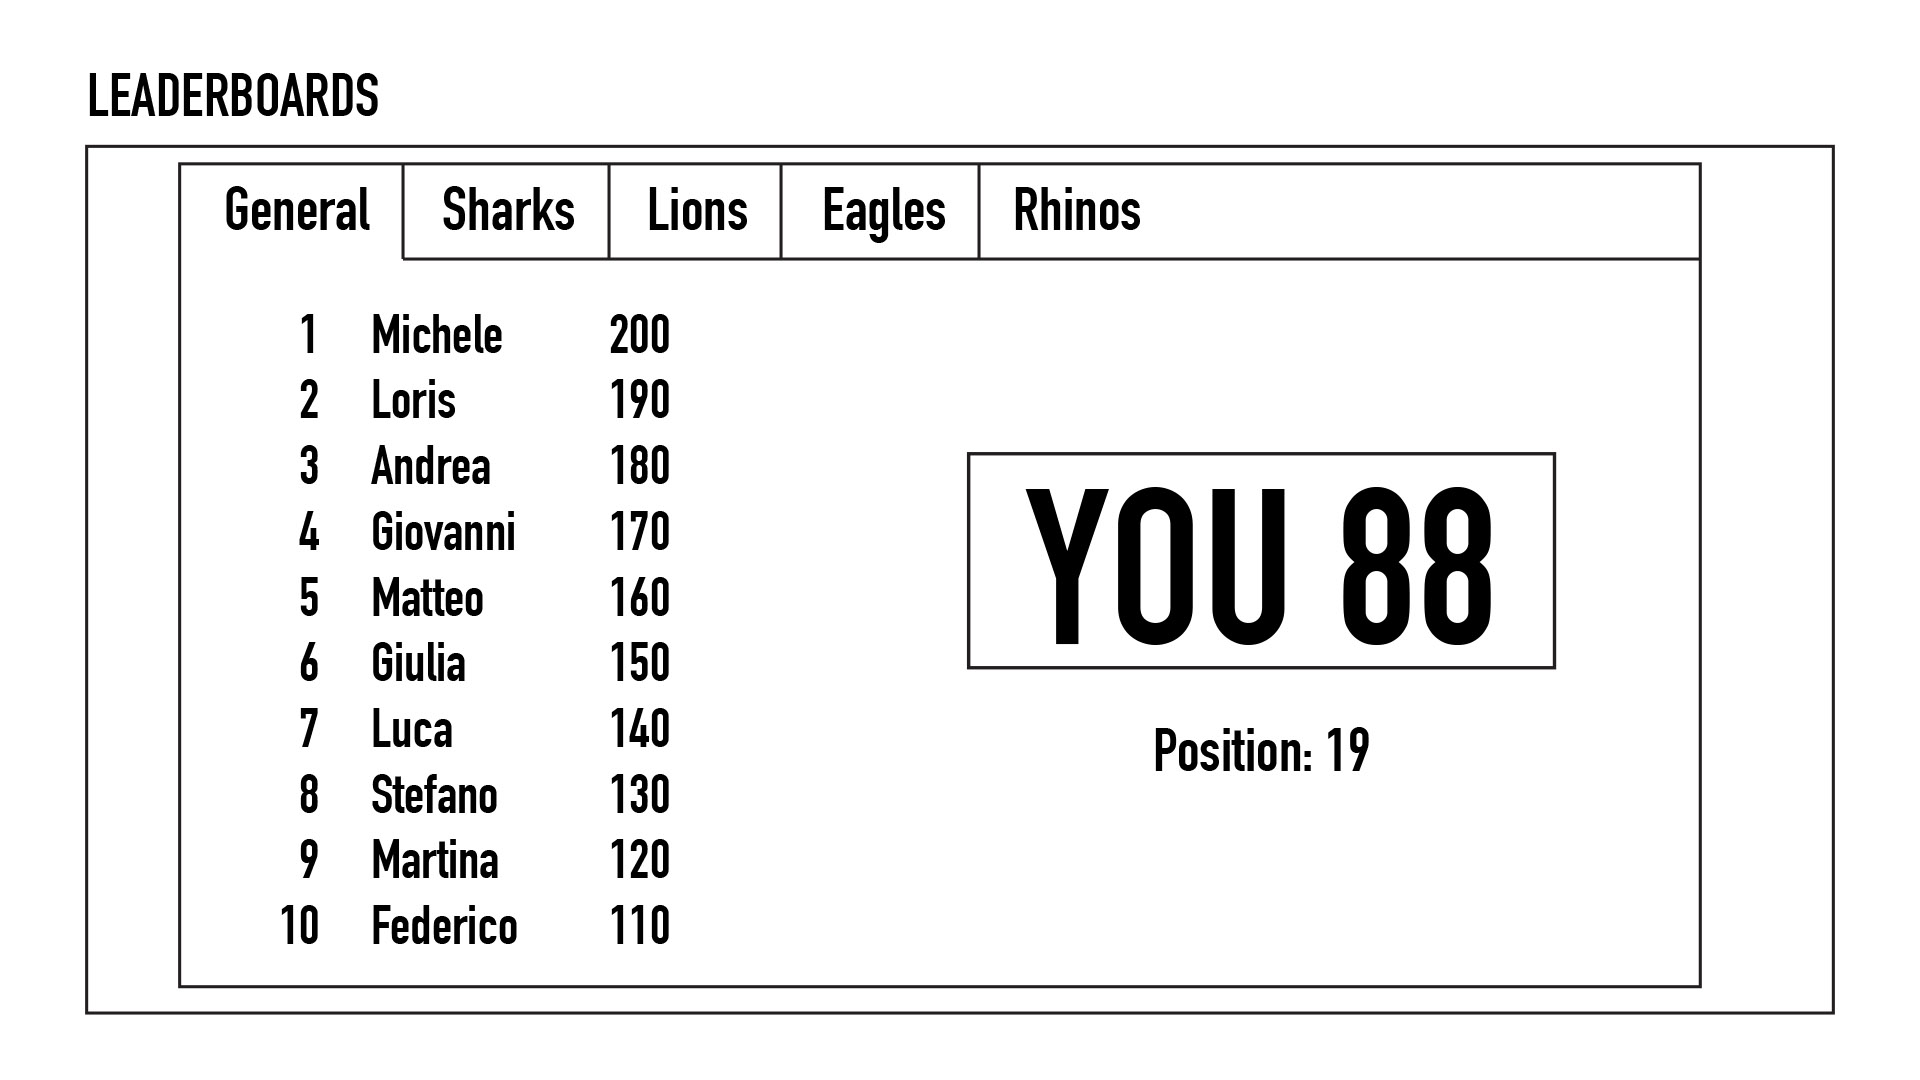 LEADERBOARDS
General Sharks Lions Eagles Rhinos
1 Michele 200
2 Loris 190
3 Andrea 180
4 Giovanni 170
5 Matteo 160
6 Giulia 150
7 Luca 140
8 Stefano 130
9 Martina 120
10 Federico 110
YOU 88
Position: 19